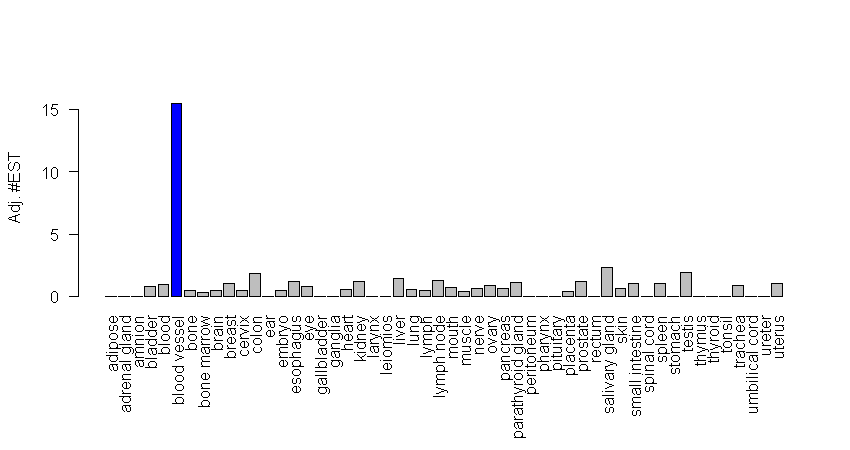 Adj. #EST
15
10
5
0
adipose
adrenal gland
amnion
bladder
blood
blood vessel
bone
bone marrow
brain
breast
cervix
colon
ear
embryo
esophagus
eye
gallbladder
ganglia
heart
kidney
larynx
leiomios
liver
lung
lymph
lymph node
mouth
muscle
nerve
ovary
pancreas
parathyroid gland
peritoneum
pharynx
pituitary
placenta
prostate
rectum
salivary gland
skin
small intestine
spinal cord
spleen
stomach
testis
thymus
thyroid
tonsil
trachea
umbilical cord
ureter
uterus